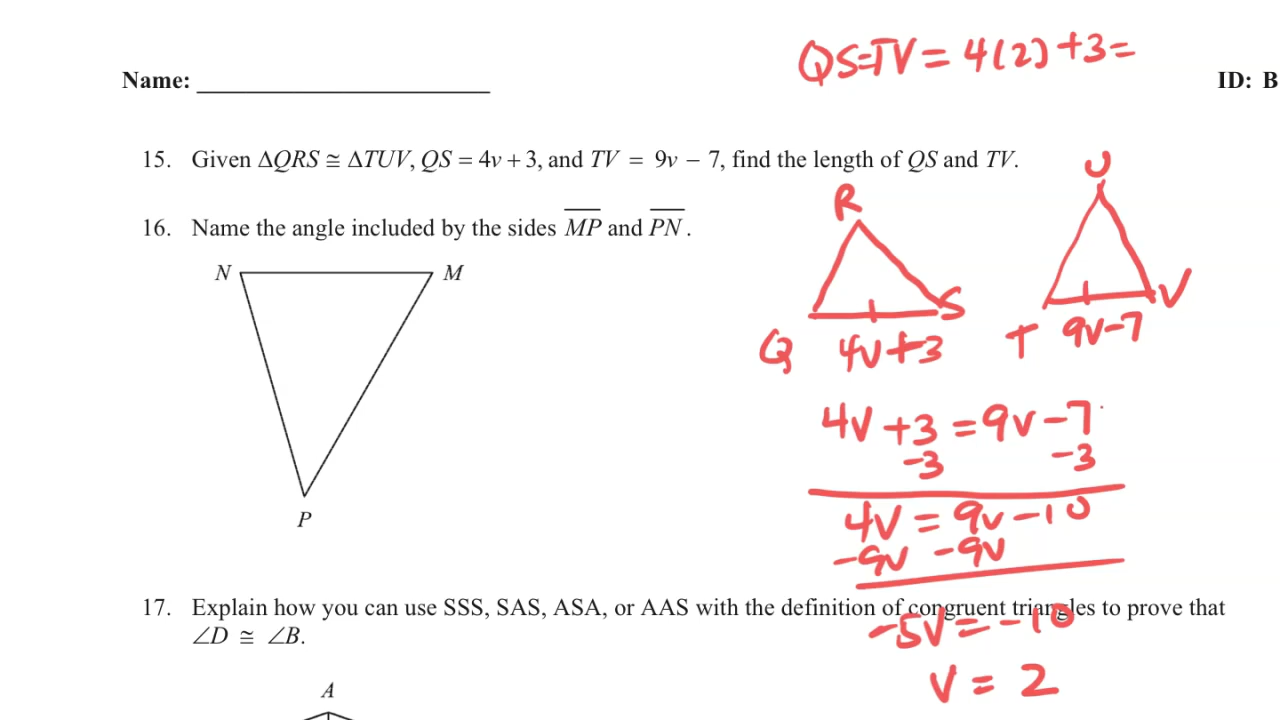 QS=TV = 4(2) +3=
Name: ______________________
ID: B
15. Given ΔQRS ≅ ΔTUV, QS = 4v + 3, and TV = 9v − 7, find the length of QS and TV.
U
R
16. Name the angle included by the sides M̅P̅ and P̅N̅.
N
M
S
V
Q
4v+3
T
9v-7
4v +3 = 9v -7
-3 -3
P
4v = 9v -10
-9v -9v
17. Explain how you can use SSS, SAS, ASA, or AAS with the definition of congruent triangles to prove that
∠D ≅ ∠B.
-5v = -10
v = 2
A